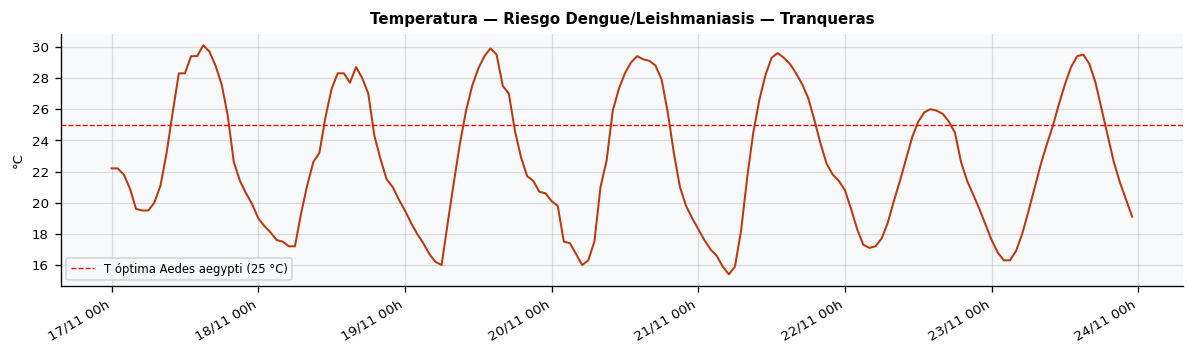 Temperatura — Riesgo Dengue/Leishmaniasis — Tranqueras
°C
30
28
26
24
22
20
18
16
T óptima Aedes aegypti (25 °C)
17/11 00h
18/11 00h
19/11 00h
20/11 00h
21/11 00h
22/11 00h
23/11 00h
24/11 00h